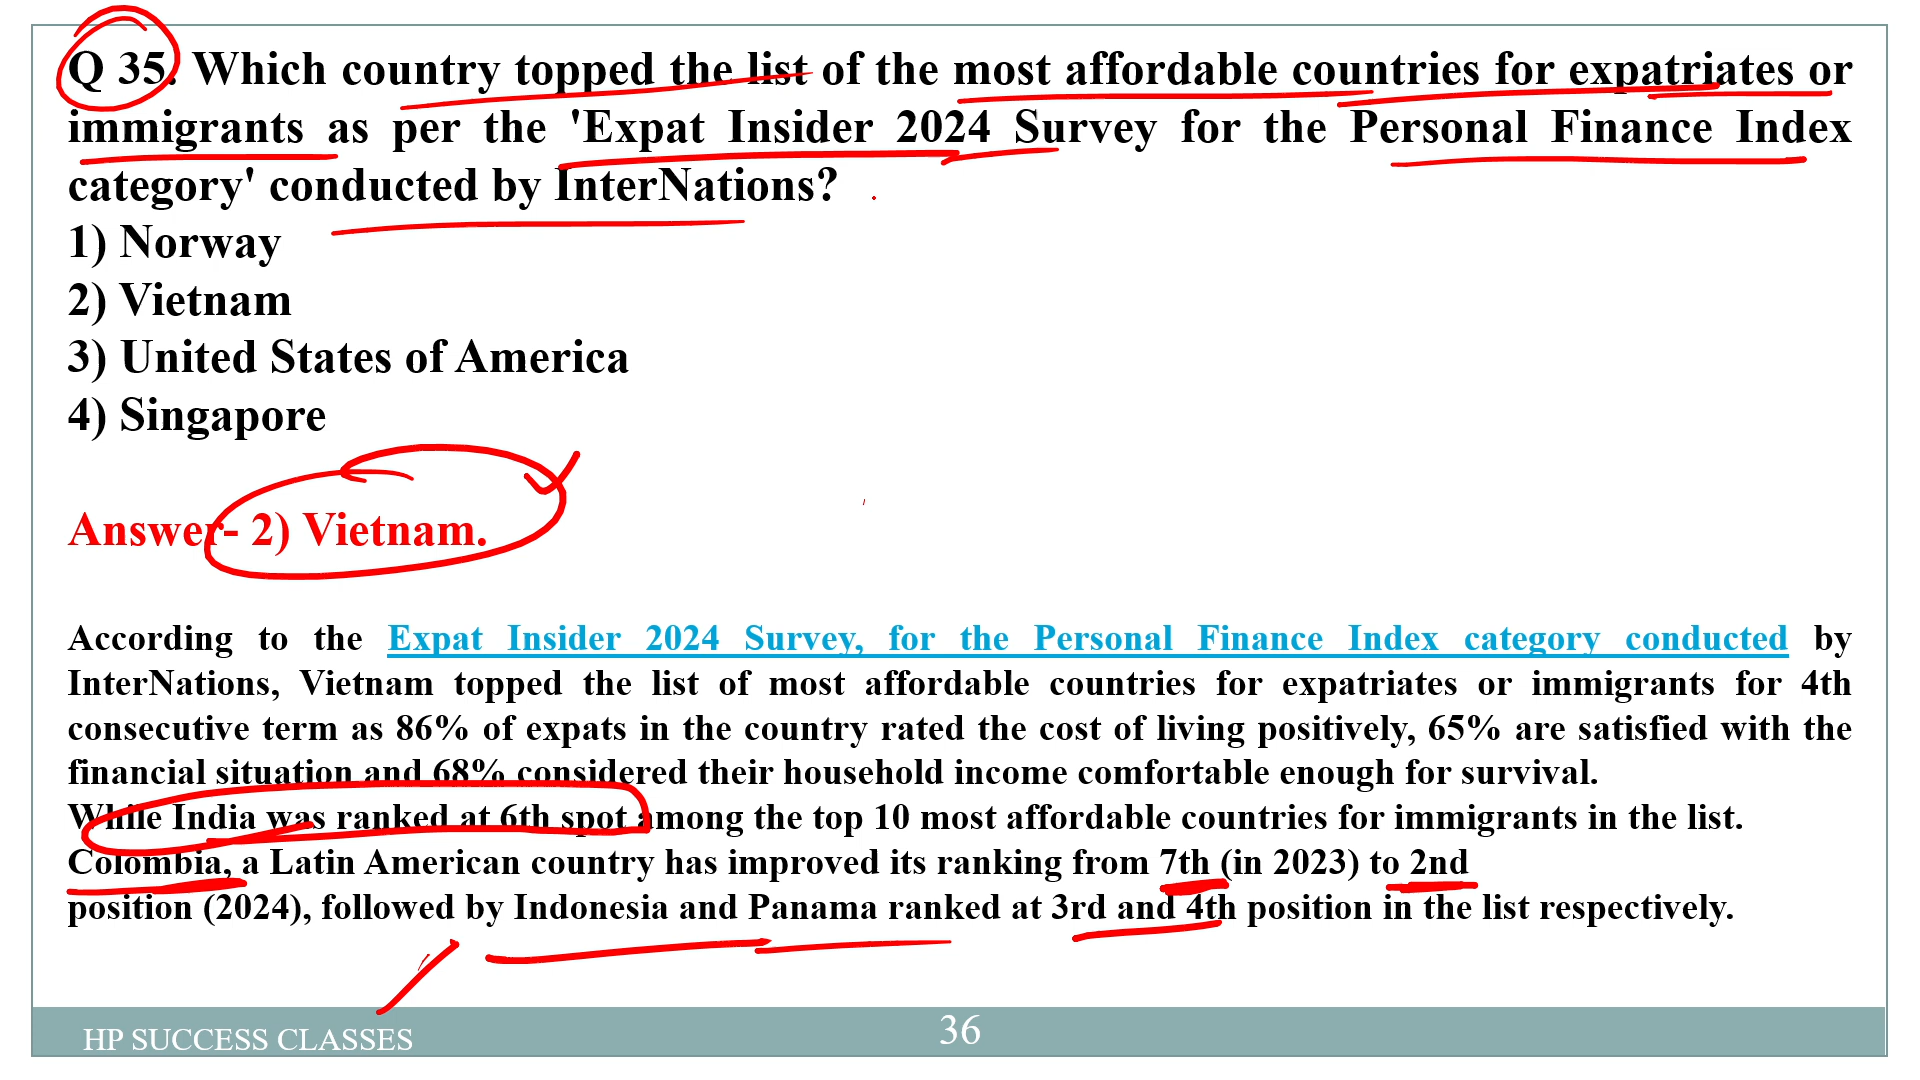 Q 35. Which country topped the list of the most affordable countries for expatriates or
immigrants as per the 'Expat Insider 2024 Survey for the Personal Finance Index
category' conducted by InterNations?
1) Norway
2) Vietnam
3) United States of America
4) Singapore
Answer- 2) Vietnam.
According to the Expat Insider 2024 Survey, for the Personal Finance Index category conducted by
InterNations, Vietnam topped the list of most affordable countries for expatriates or immigrants for 4th
consecutive term as 86% of expats in the country rated the cost of living positively, 65% are satisfied with the
financial situation and 68% considered their household income comfortable enough for survival.
While India was ranked at 6th spot among the top 10 most affordable countries for immigrants in the list.
Colombia, a Latin American country has improved its ranking from 7th (in 2023) to 2nd
position (2024), followed by Indonesia and Panama ranked at 3rd and 4th position in the list respectively.
HP SUCCESS CLASSES
36